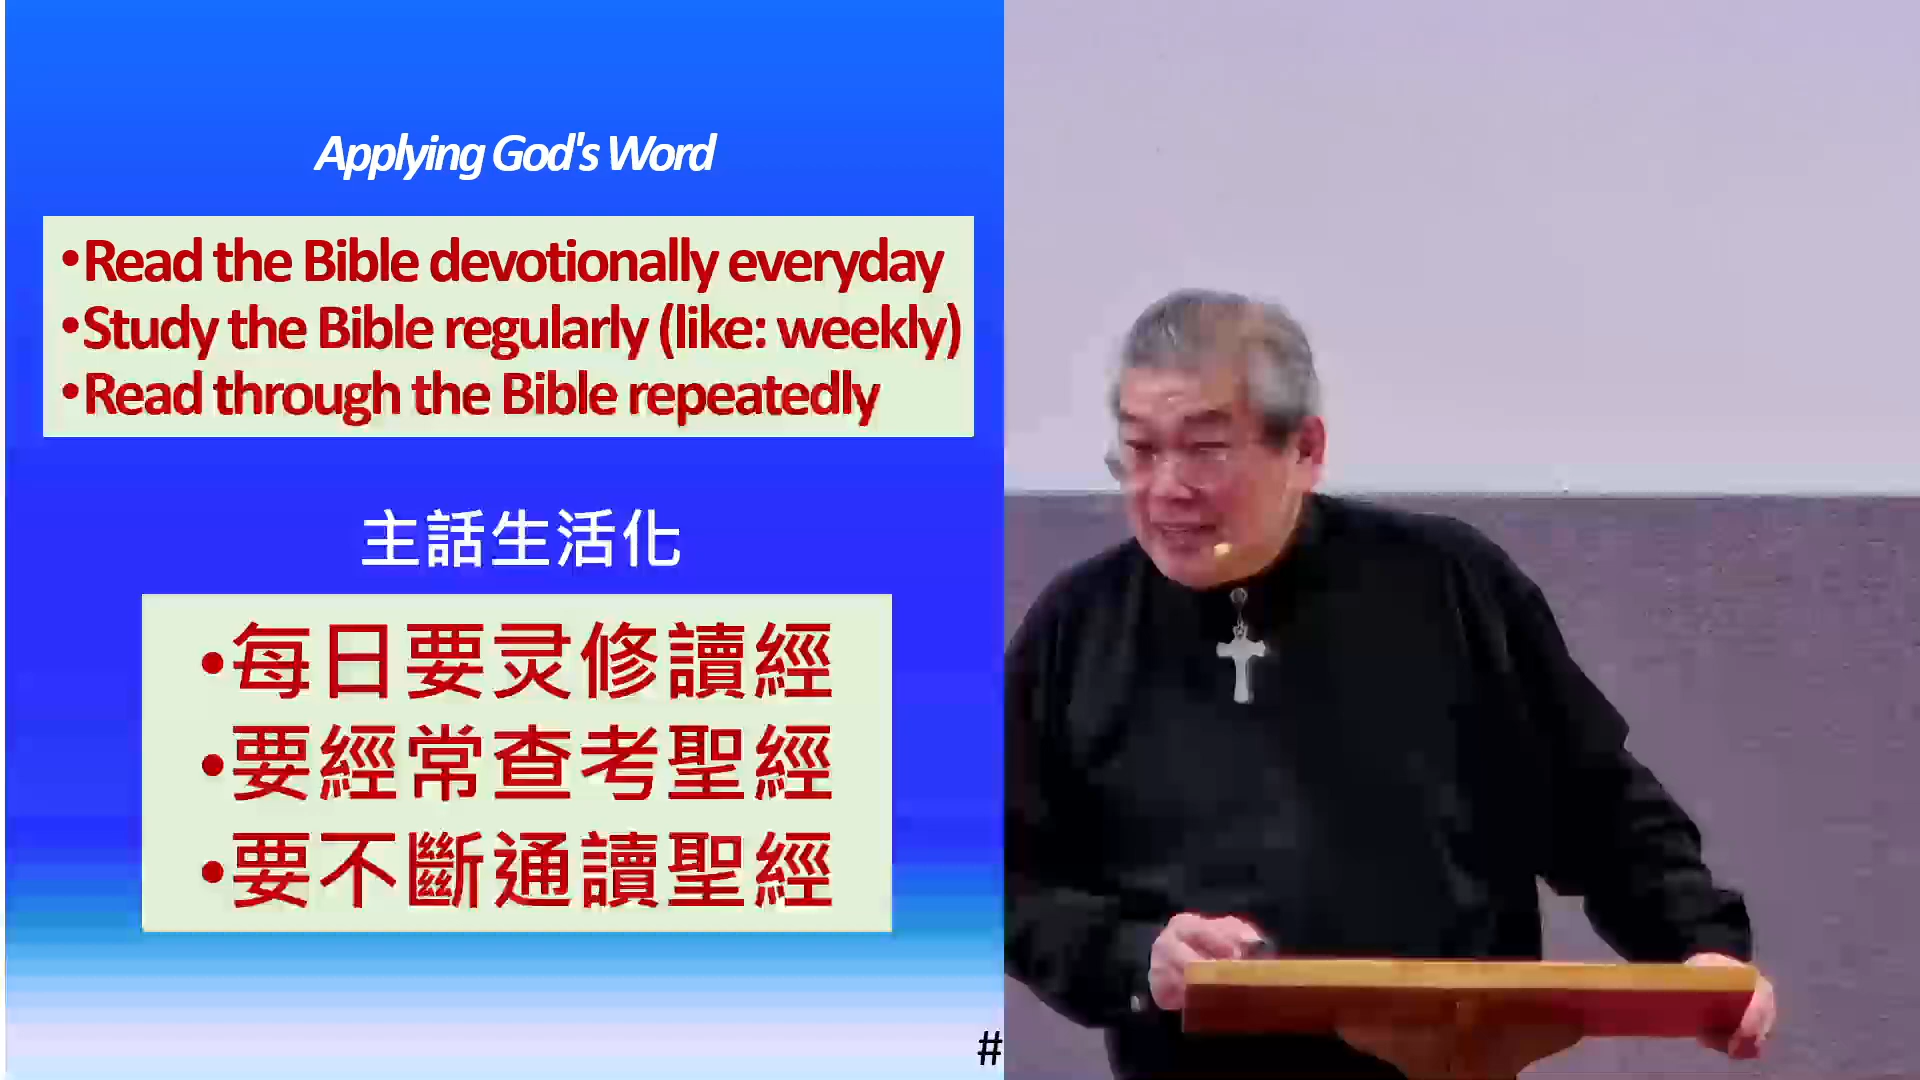 Applying God's Word
•Read the Bible devotionally everyday
•Study the Bible regularly (like: weekly)
•Read through the Bible repeatedly
主話生活化
•每日要灵修讀經
•要經常查考聖經
•要不斷通讀聖經
#